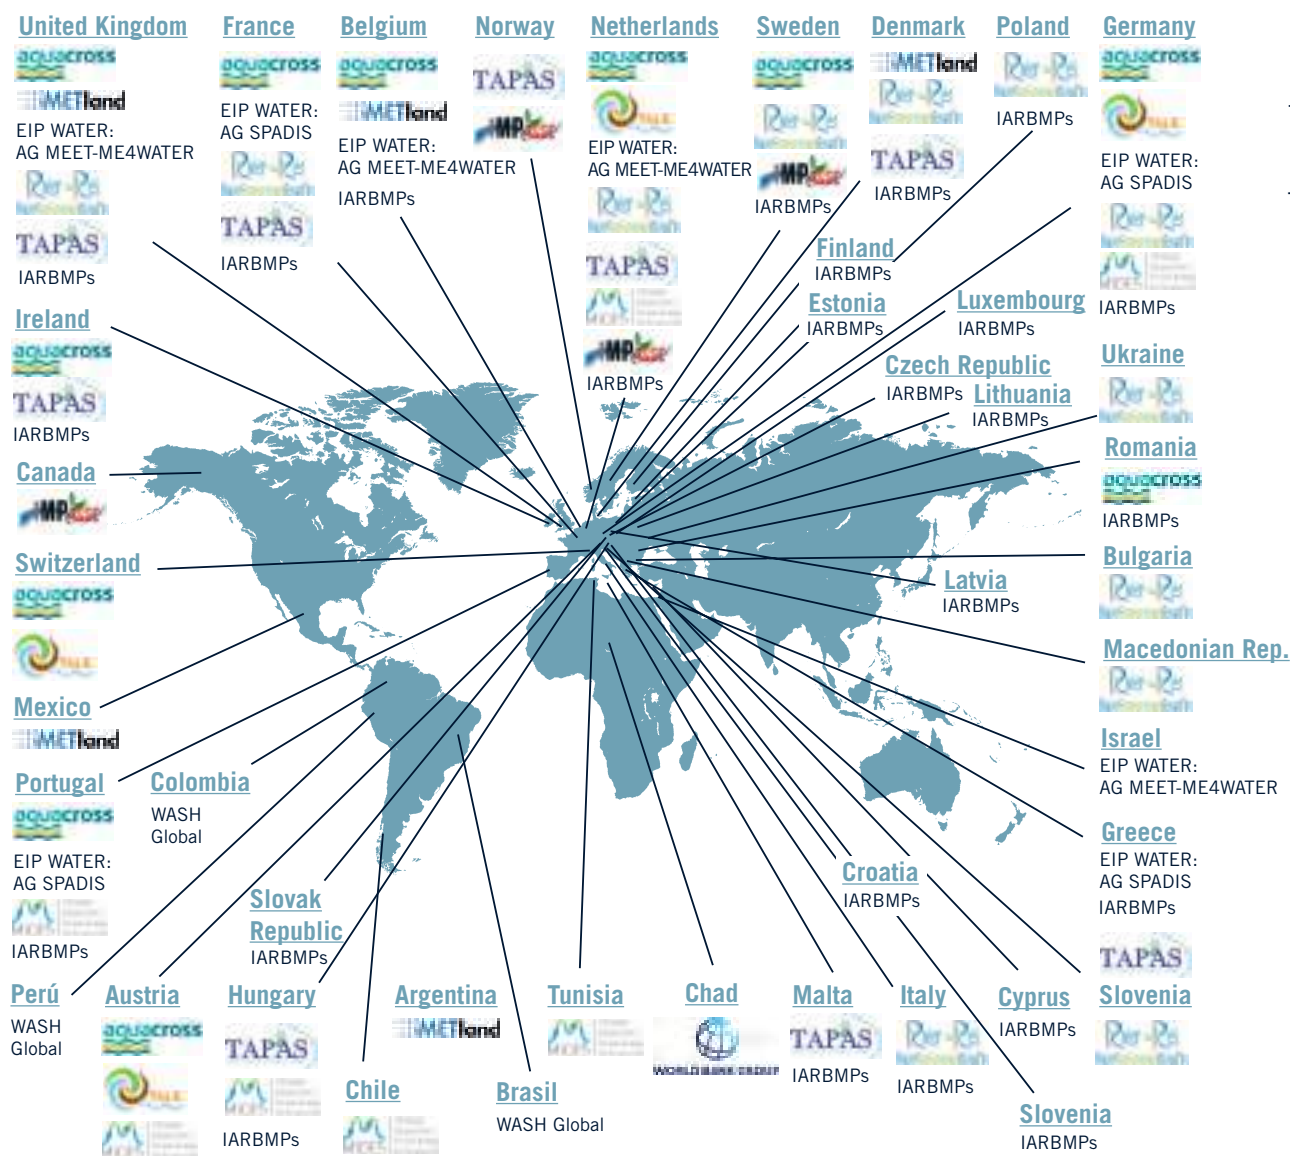 United Kingdom
aquacross
iMETland
EIP WATER:
AG MEET-ME4WATER
TAPAS
IARBMPs
France
aquacross
EIP WATER:
AG SPADIS
TAPAS
IARBMPs
Belgium
aquacross
iMETland
EIP WATER:
AG MEET-ME4WATER
IARBMPs
Norway
TAPAS
iMPAQSE
Netherlands
aquacross
EIP WATER:
AG MEET-ME4WATER
TAPAS
IARBMPs
Sweden
aquacross
IARBMPs
Denmark
iMETland
TAPAS
IARBMPs
Poland
IARBMPs
Germany
aquacross
EIP WATER:
AG SPADIS
IARBMPs
Finland
IARBMPs
Estonia
IARBMPs
Luxembourg
IARBMPs
Czech Republic
IARBMPs
Lithuania
IARBMPs
Ireland
aquacross
TAPAS
IARBMPs
Ukraine
Romania
aquacross
IARBMPs
Canada
Switzerland
aquacross
Bulgaria
Latvia
IARBMPs
Macedonian Rep.
Mexico
iMETland
Israel
EIP WATER:
AG MEET-ME4WATER
Portugal
aquacross
EIP WATER:
AG SPADIS
IARBMPs
Colombia
WASH
Global
Greece
EIP WATER:
AG SPADIS
IARBMPs
TAPAS
Croatia
IARBMPs
Slovak
Republic
IARBMPs
Perú
WASH
Global
Austria
aquacross
Hungary
TAPAS
IARBMPs
Argentina
iMETland
Tunisia
Chad
WORLD BANK GROUP
Malta
TAPAS
IARBMPs
Italy
IARBMPs
Cyprus
IARBMPs
Slovenia
Chile
Brasil
WASH Global
Slovenia
IARBMPs